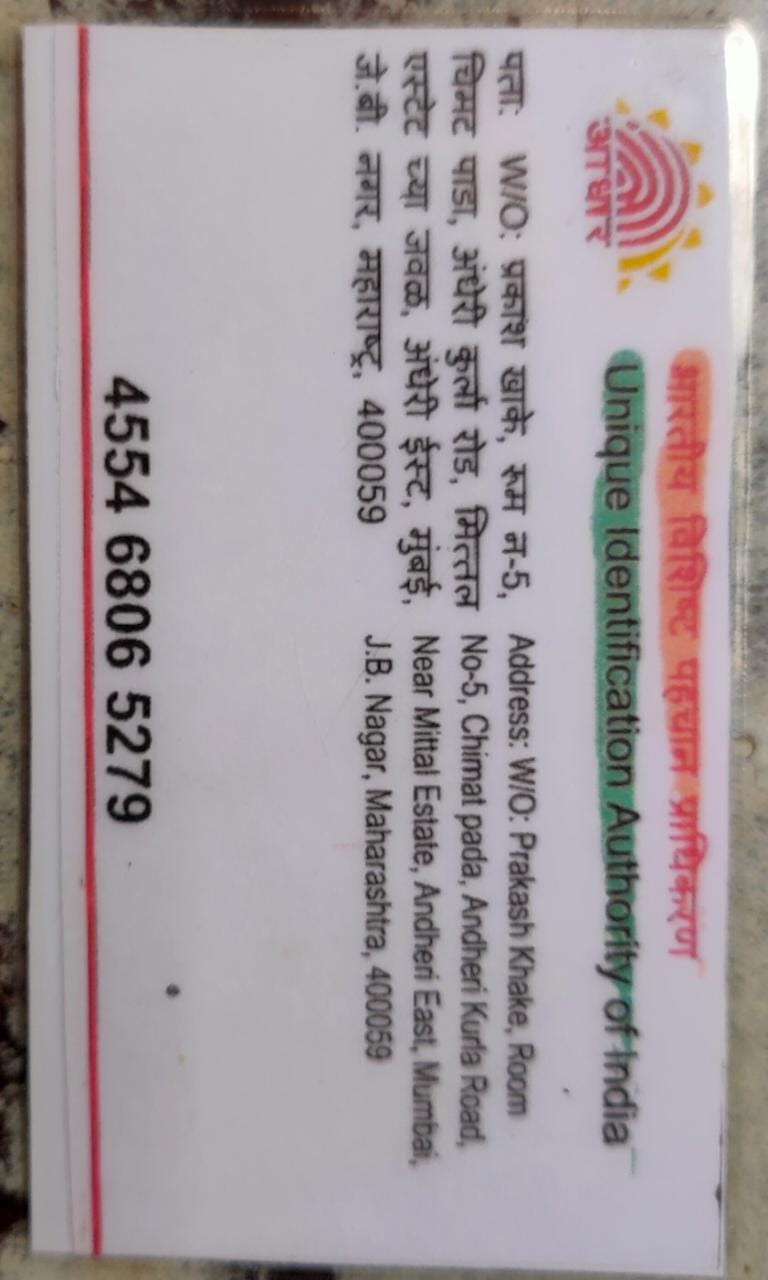 भारतीय विशिष्ट पहचान प्राधिकरण
Unique Identification Authority of India
आधार
पता: W/O: प्रकाश खाके, रूम न-5,
चिमट पाडा, अंधेरी कुर्ला रोड, मित्तल
एस्टेट च्या जवळ, अंधेरी ईस्ट, मुंबई,
जे.बी. नगर, महाराष्ट्र, 400059
Address: W/O: Prakash Khake, Room
No-5, Chimat pada, Andheri Kurla Road,
Near Mittal Estate, Andheri East, Mumbai,
J.B. Nagar, Maharashtra, 400059
4554 6806 5279